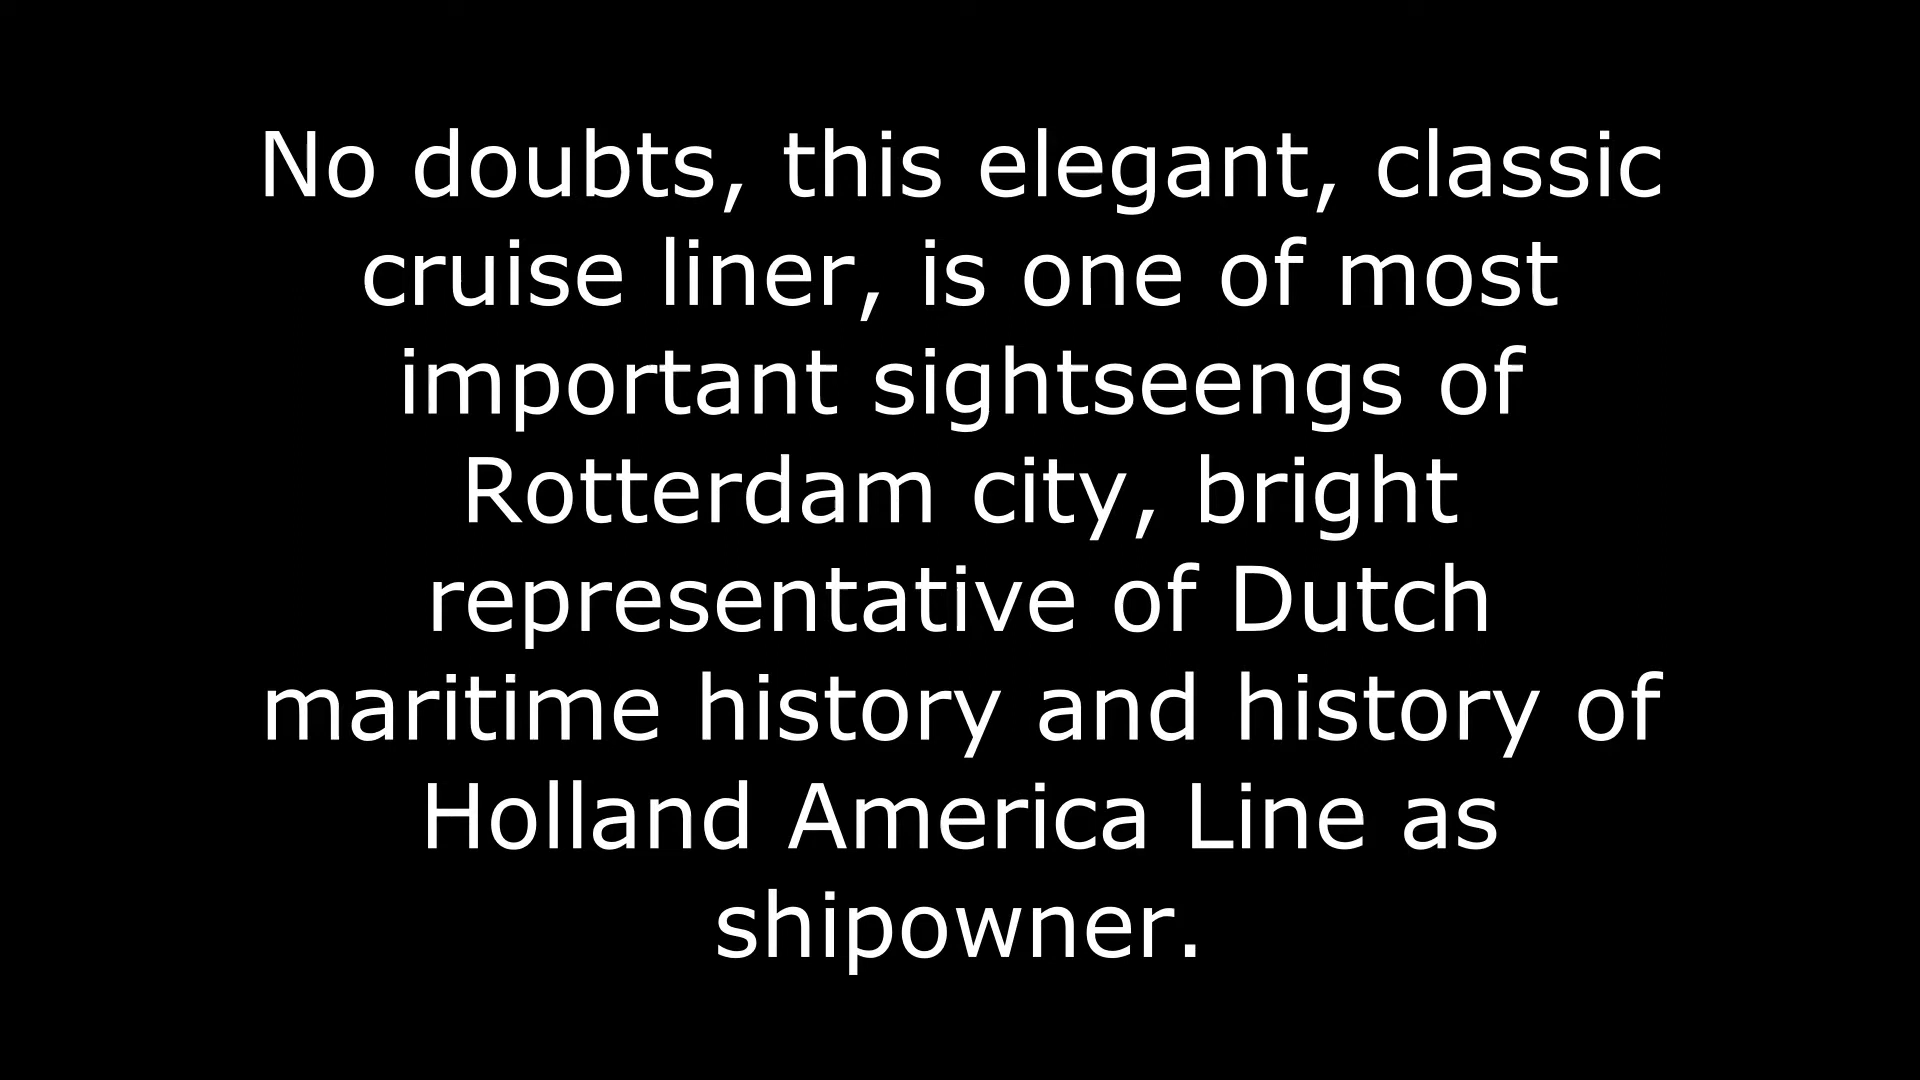 No doubts, this elegant, classic
cruise liner, is one of most
important sightseengs of
Rotterdam city, bright
representative of Dutch
maritime history and history of
Holland America Line as
shipowner.